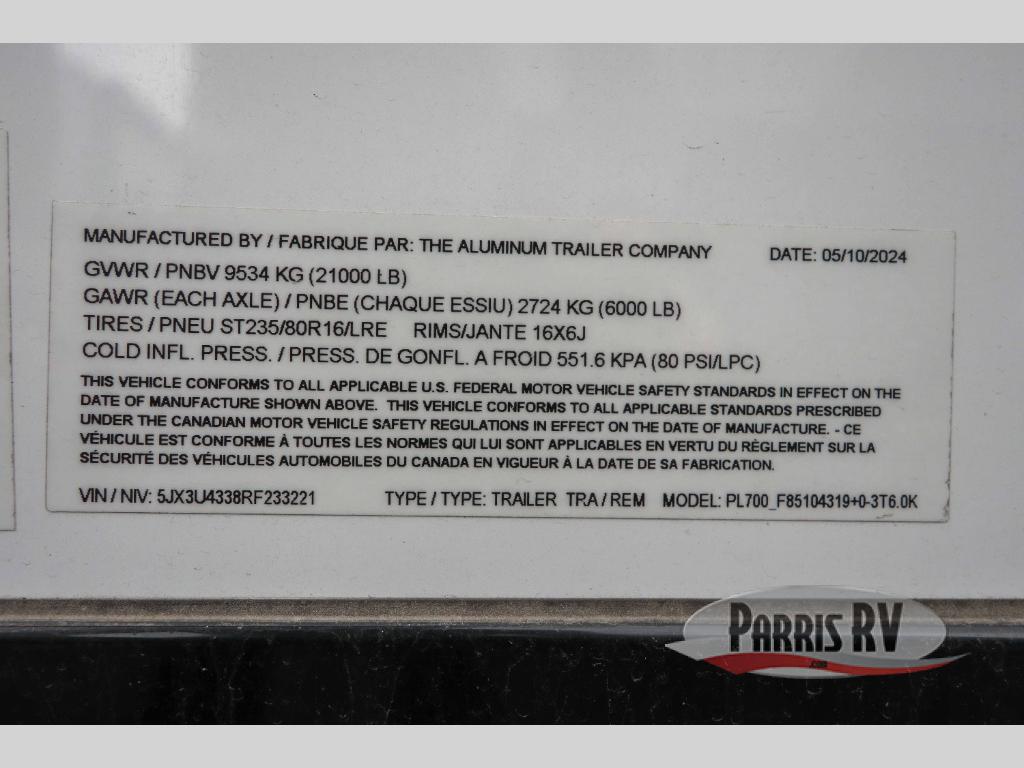 MANUFACTURED BY / FABRIQUE PAR: THE ALUMINUM TRAILER COMPANY DATE: 05/10/2024
GVWR / PNBV 9534 KG (21000 LB)
GAWR (EACH AXLE) / PNBE (CHAQUE ESSIU) 2724 KG (6000 LB)
TIRES / PNEU ST235/80R16/LRE RIMS/JANTE 16X6J
COLD INFL. PRESS. / PRESS. DE GONFL. A FROID 551.6 KPA (80 PSI/LPC)
THIS VEHICLE CONFORMS TO ALL APPLICABLE U.S. FEDERAL MOTOR VEHICLE SAFETY STANDARDS IN EFFECT ON THE
DATE OF MANUFACTURE SHOWN ABOVE. THIS VEHICLE CONFORMS TO ALL APPLICABLE STANDARDS PRESCRIBED
UNDER THE CANADIAN MOTOR VEHICLE SAFETY REGULATIONS IN EFFECT ON THE DATE OF MANUFACTURE. - CE
VÉHICULE EST CONFORME À TOUTES LES NORMES QUI LUI SONT APPLICABLES EN VERTU DU RÈGLEMENT SUR LA
SÉCURITÉ DES VÉHICULES AUTOMOBILES DU CANADA EN VIGUEUR À LA DATE DE SA FABRICATION.
VIN / NIV: 5JX3U4338RF233221 TYPE / TYPE: TRAILER TRA / REM MODEL: PL700_F85104319+0-3T6.0K
PARRIS RV
.com